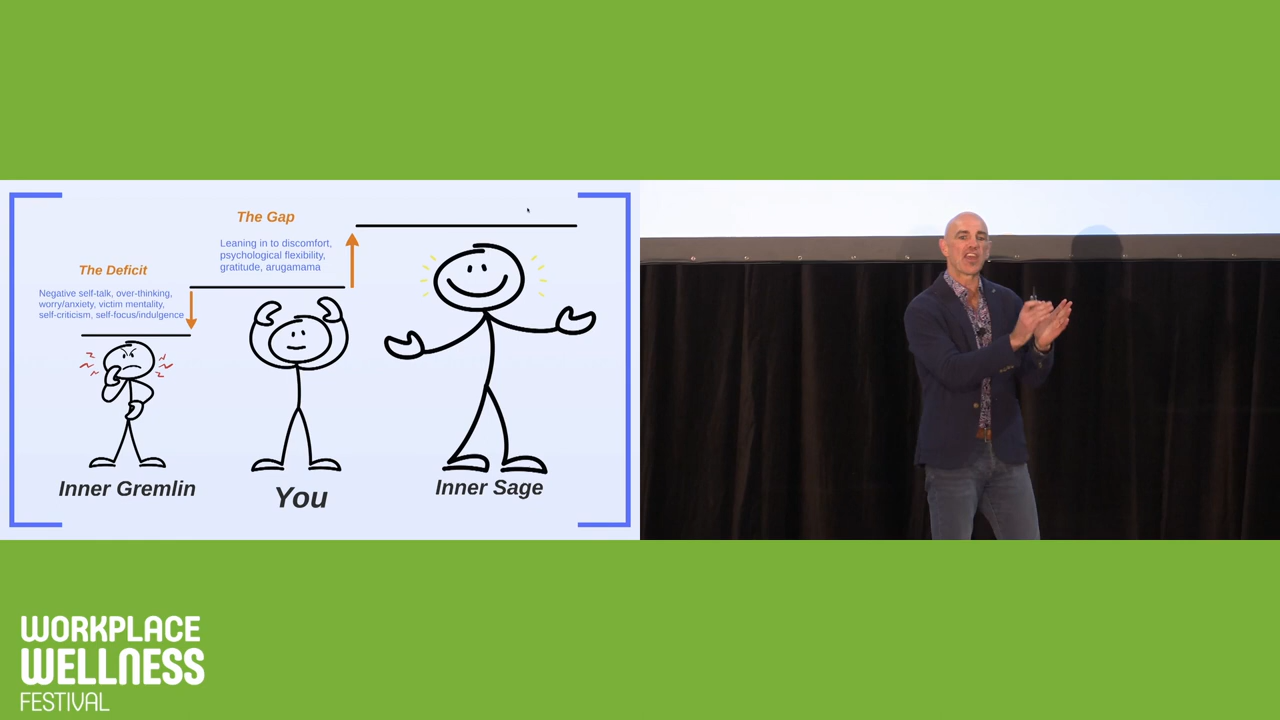 The Gap
Leaning in to discomfort,
psychological flexibility,
gratitude, arugamama
The Deficit
Negative self-talk, over-thinking,
worry/anxiety, victim mentality,
self-criticism, self-focus/indulgence
Inner Gremlin
You
Inner Sage
WORKPLACE
WELLNESS
FESTIVAL